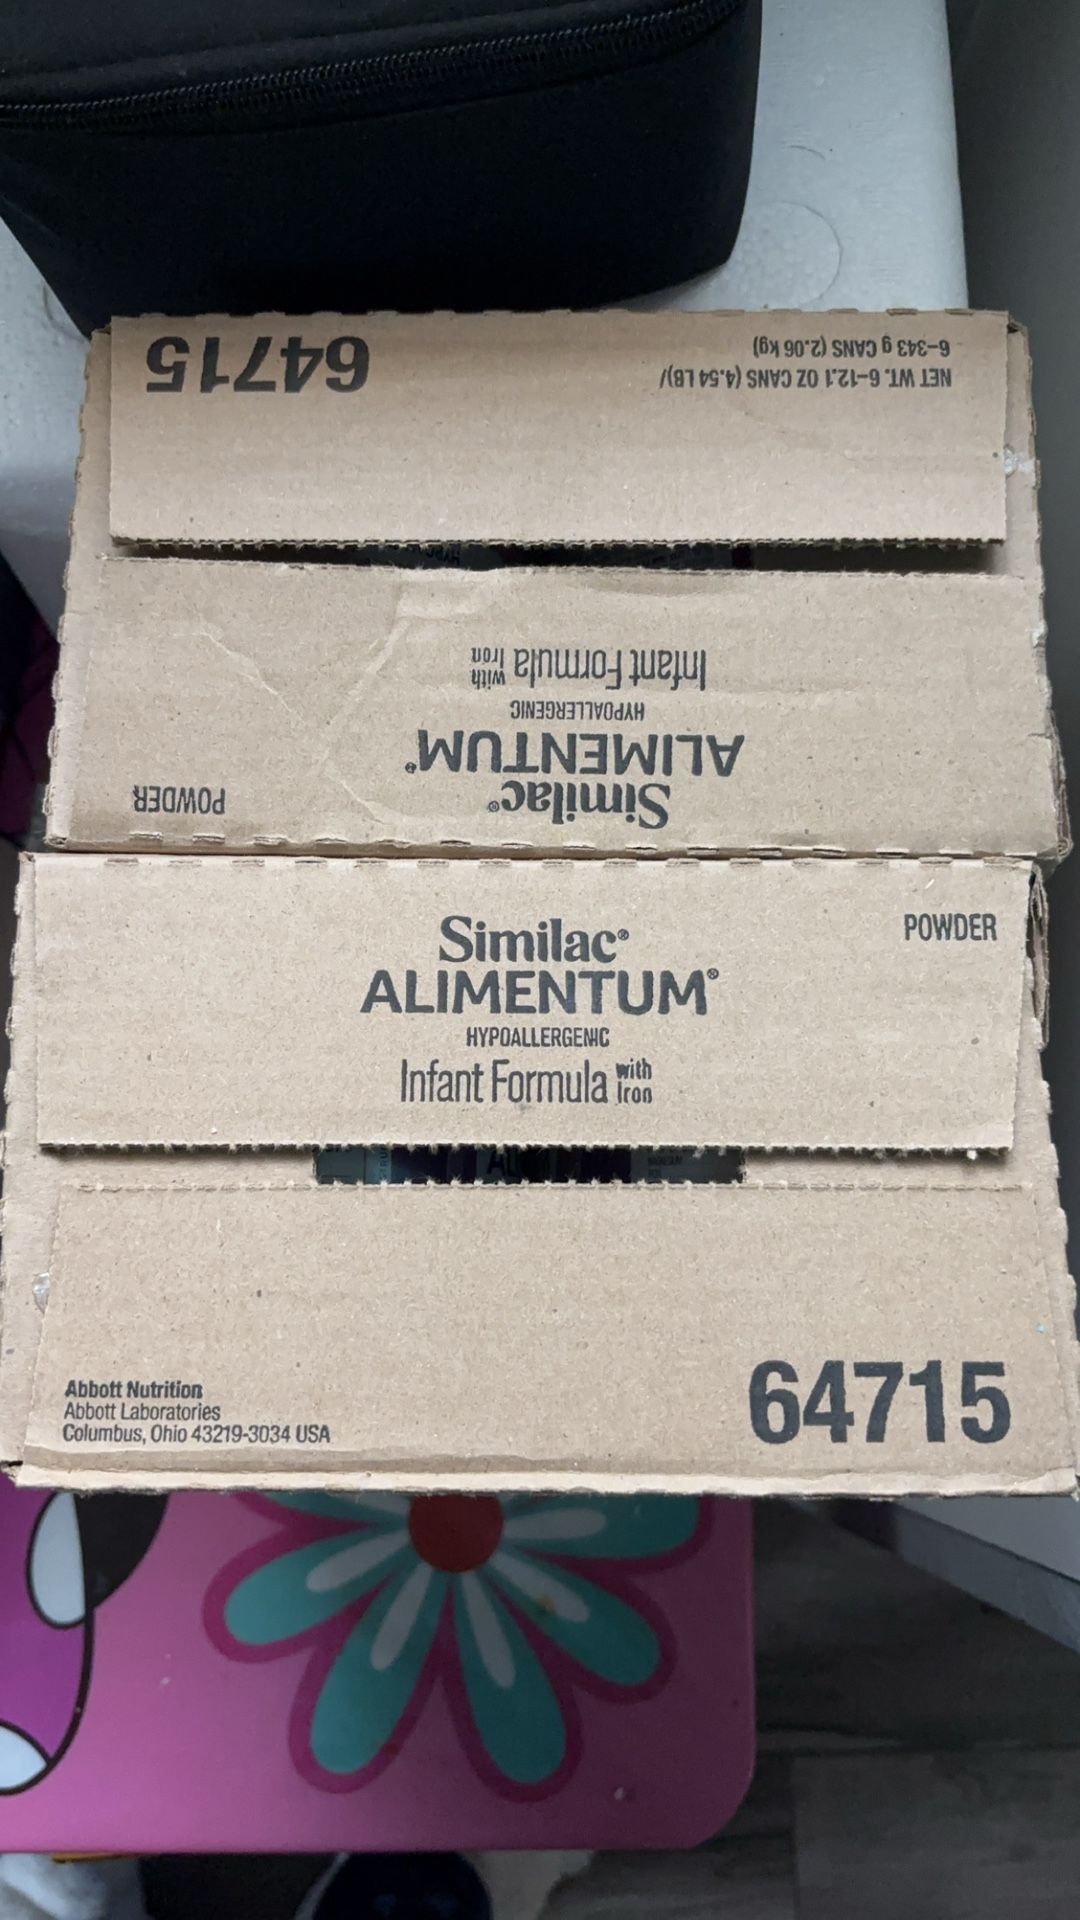 64715
NET WT. 6-12.1 OZ CANS (4.54 LB)/
6-343 g CANS (2.06 kg)
POWDER
Similac®
ALIMENTUM®
HYPOALLERGENIC
Infant Formula with Iron
Similac®
ALIMENTUM®
HYPOALLERGENIC
Infant Formula with Iron
POWDER
Abbott Nutrition
Abbott Laboratories
Columbus, Ohio 43219-3034 USA
64715